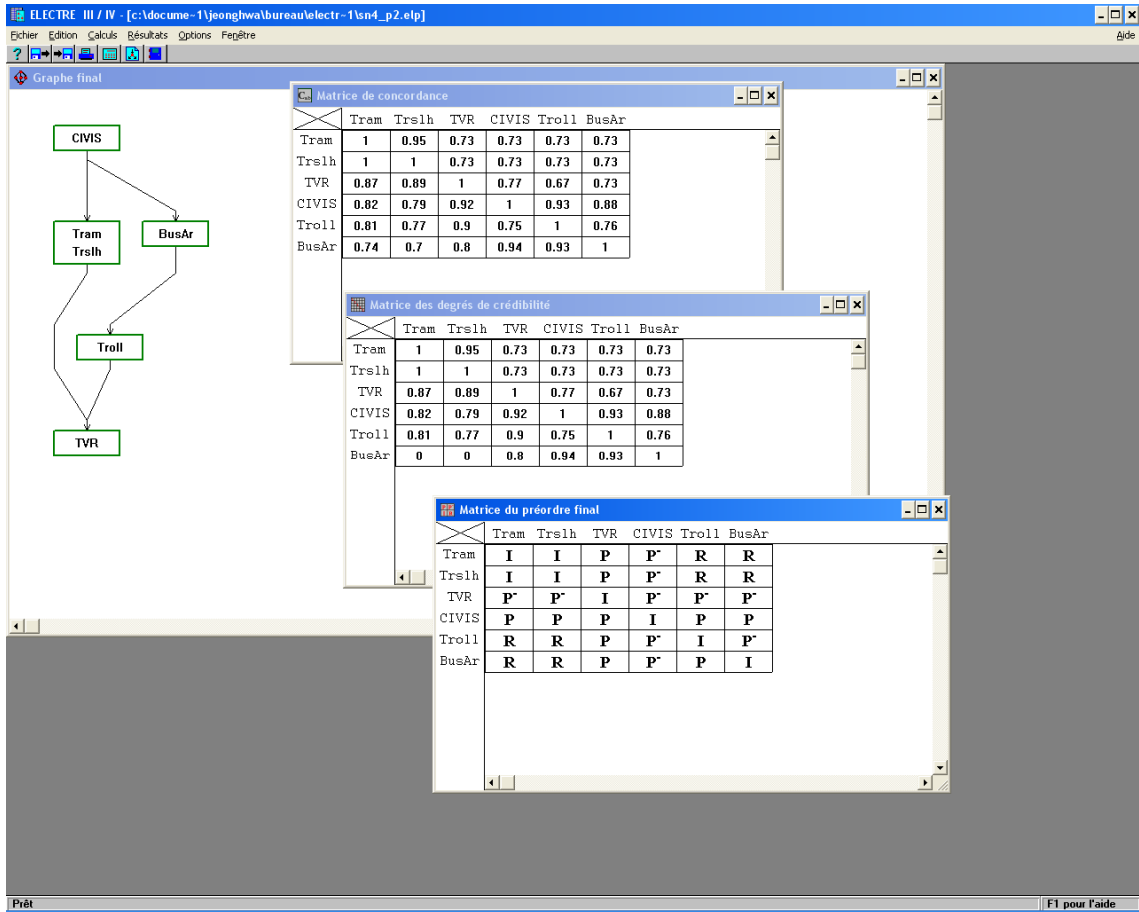 ELECTRE III / IV - [c:\docume~1\jeonghwa\bureau\electr~1\sn4_p2.elp]
Fichier Edition Calculs Résultats Options Fenêtre Aide
?
Graphe final
CIVIS
Tram
Trslh
BusAr
Troll
TVR
Matrice de concordance
Tram Trslh TVR CIVIS Troll BusAr
Tram 1 0.95 0.73 0.73 0.73 0.73
Trslh 1 1 0.73 0.73 0.73 0.73
TVR 0.87 0.89 1 0.77 0.67 0.73
CIVIS 0.82 0.79 0.92 1 0.93 0.88
Troll 0.81 0.77 0.9 0.75 1 0.76
BusAr 0.74 0.7 0.8 0.94 0.93 1
Matrice des degrés de crédibilité
Tram Trslh TVR CIVIS Troll BusAr
Tram 1 0.95 0.73 0.73 0.73 0.73
Trslh 1 1 0.73 0.73 0.73 0.73
TVR 0.87 0.89 1 0.77 0.67 0.73
CIVIS 0.82 0.79 0.92 1 0.93 0.88
Troll 0.81 0.77 0.9 0.75 1 0.76
BusAr 0 0 0.8 0.94 0.93 1
Matrice du préordre final
Tram Trslh TVR CIVIS Troll BusAr
Tram I I P P- R R
Trslh I I P P- R R
TVR P- P- I P- P- P-
CIVIS P P P I P P
Troll R R P P- I P-
BusAr R R P P- P I
Prêt
F1 pour l'aide